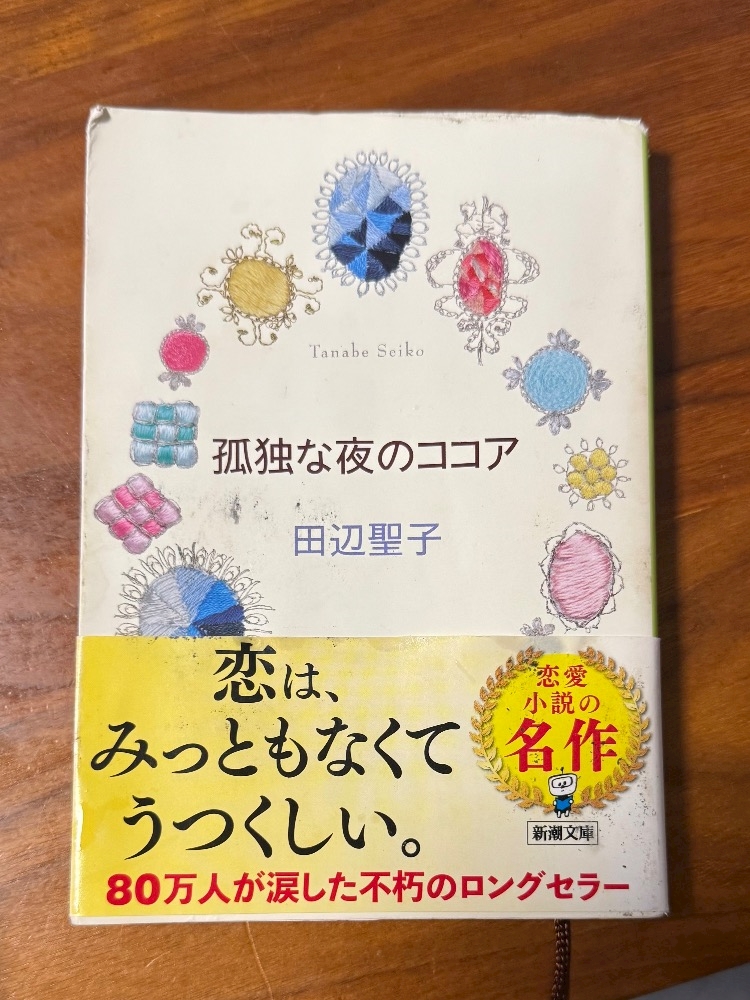 Tanabe Seiko
孤独な夜のココア
田辺聖子
恋は、
みっともなくて
うつくしい。
恋愛
小説の
名作
新潮文庫
80万人が涙した不朽のロングセラー